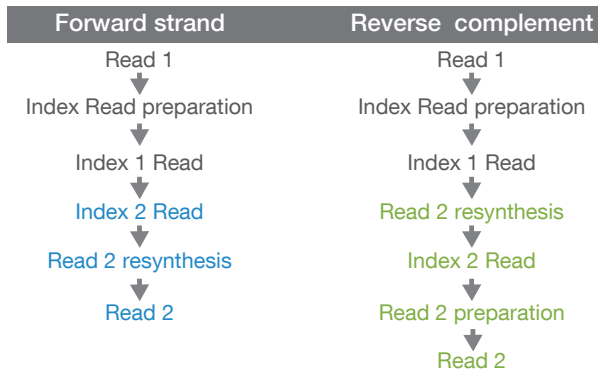 Forward strand
Read 1
Index Read preparation
Index 1 Read
Index 2 Read
Read 2 resynthesis
Read 2
Reverse complement
Read 1
Index Read preparation
Index 1 Read
Read 2 resynthesis
Index 2 Read
Read 2 preparation
Read 2